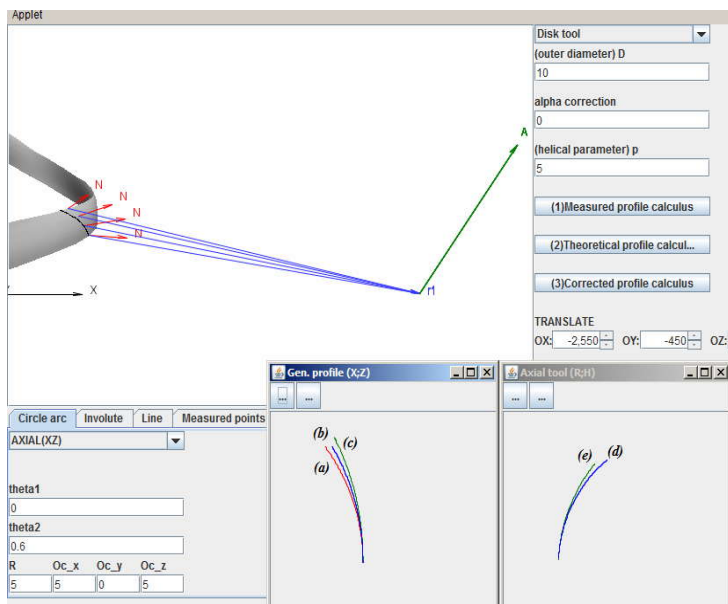 Applet
Disk tool
(outer diameter) D
10
alpha correction
0
(helical parameter) p
5
(1)Measured profile calculus
(2)Theoretical profile calcul...
(3)Corrected profile calculus
TRANSLATE
OX: -2,550 OY: -450 OZ:
A
N
N
N
N
X
Gen. profile (X;Z)
... ...
(b)
(c)
(a)
Axial tool (R;H)
... ...
(e) (d)
Circle arc Involute Line Measured points
AXIAL(XZ)
theta1
0
theta2
0.6
R Oc_x Oc_y Oc_z
5 5 0 5